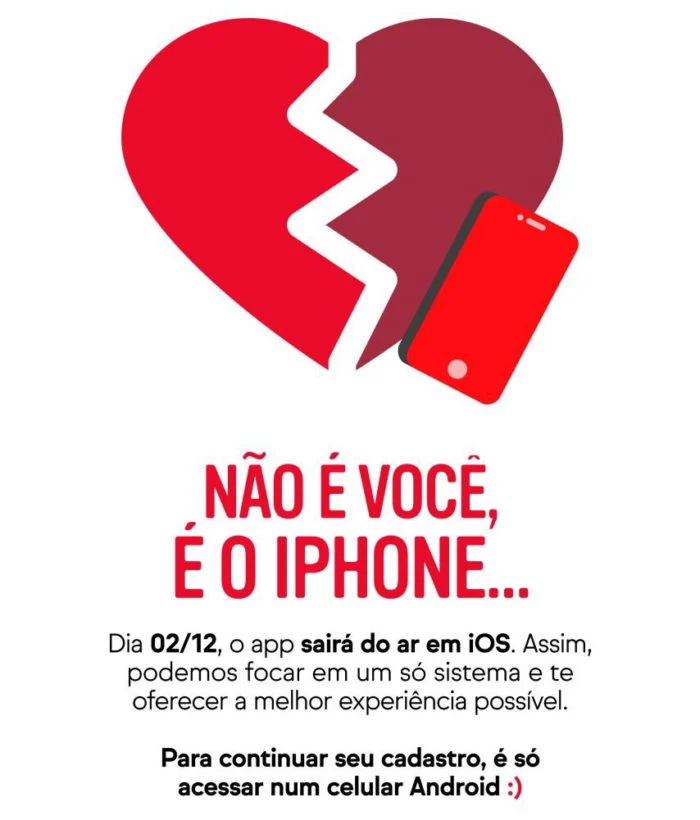 NÃO É VOCÊ,
É O IPHONE...
Dia 02/12, o app sairá do ar em iOS. Assim,
podemos focar em um só sistema e te
oferecer a melhor experiência possível.
Para continuar seu cadastro, é só
acessar num celular Android :)